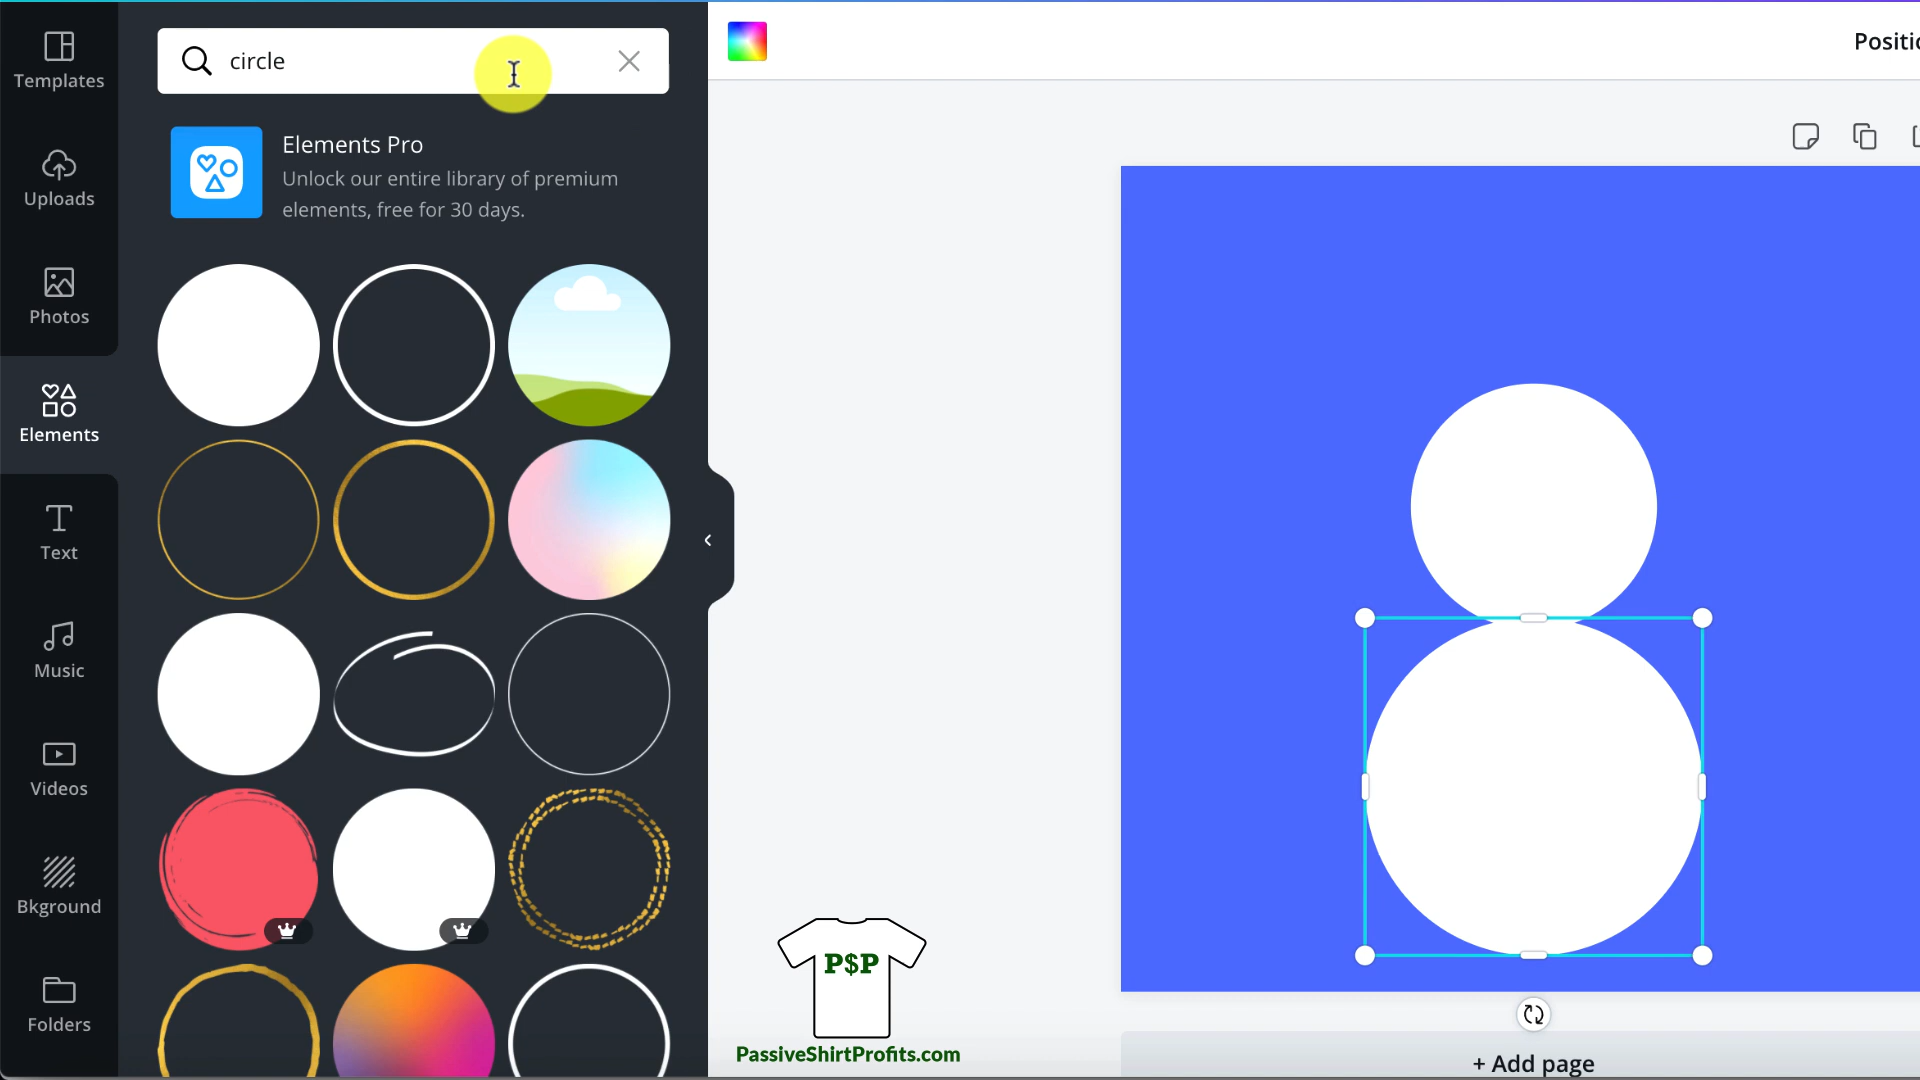 Templates
Uploads
Photos
Elements
Text
Music
Videos
Bkground
Folders
circle
Elements Pro
Unlock our entire library of premium
elements, free for 30 days.
Positio
P$P
PassiveShirtProfits.com
+ Add page